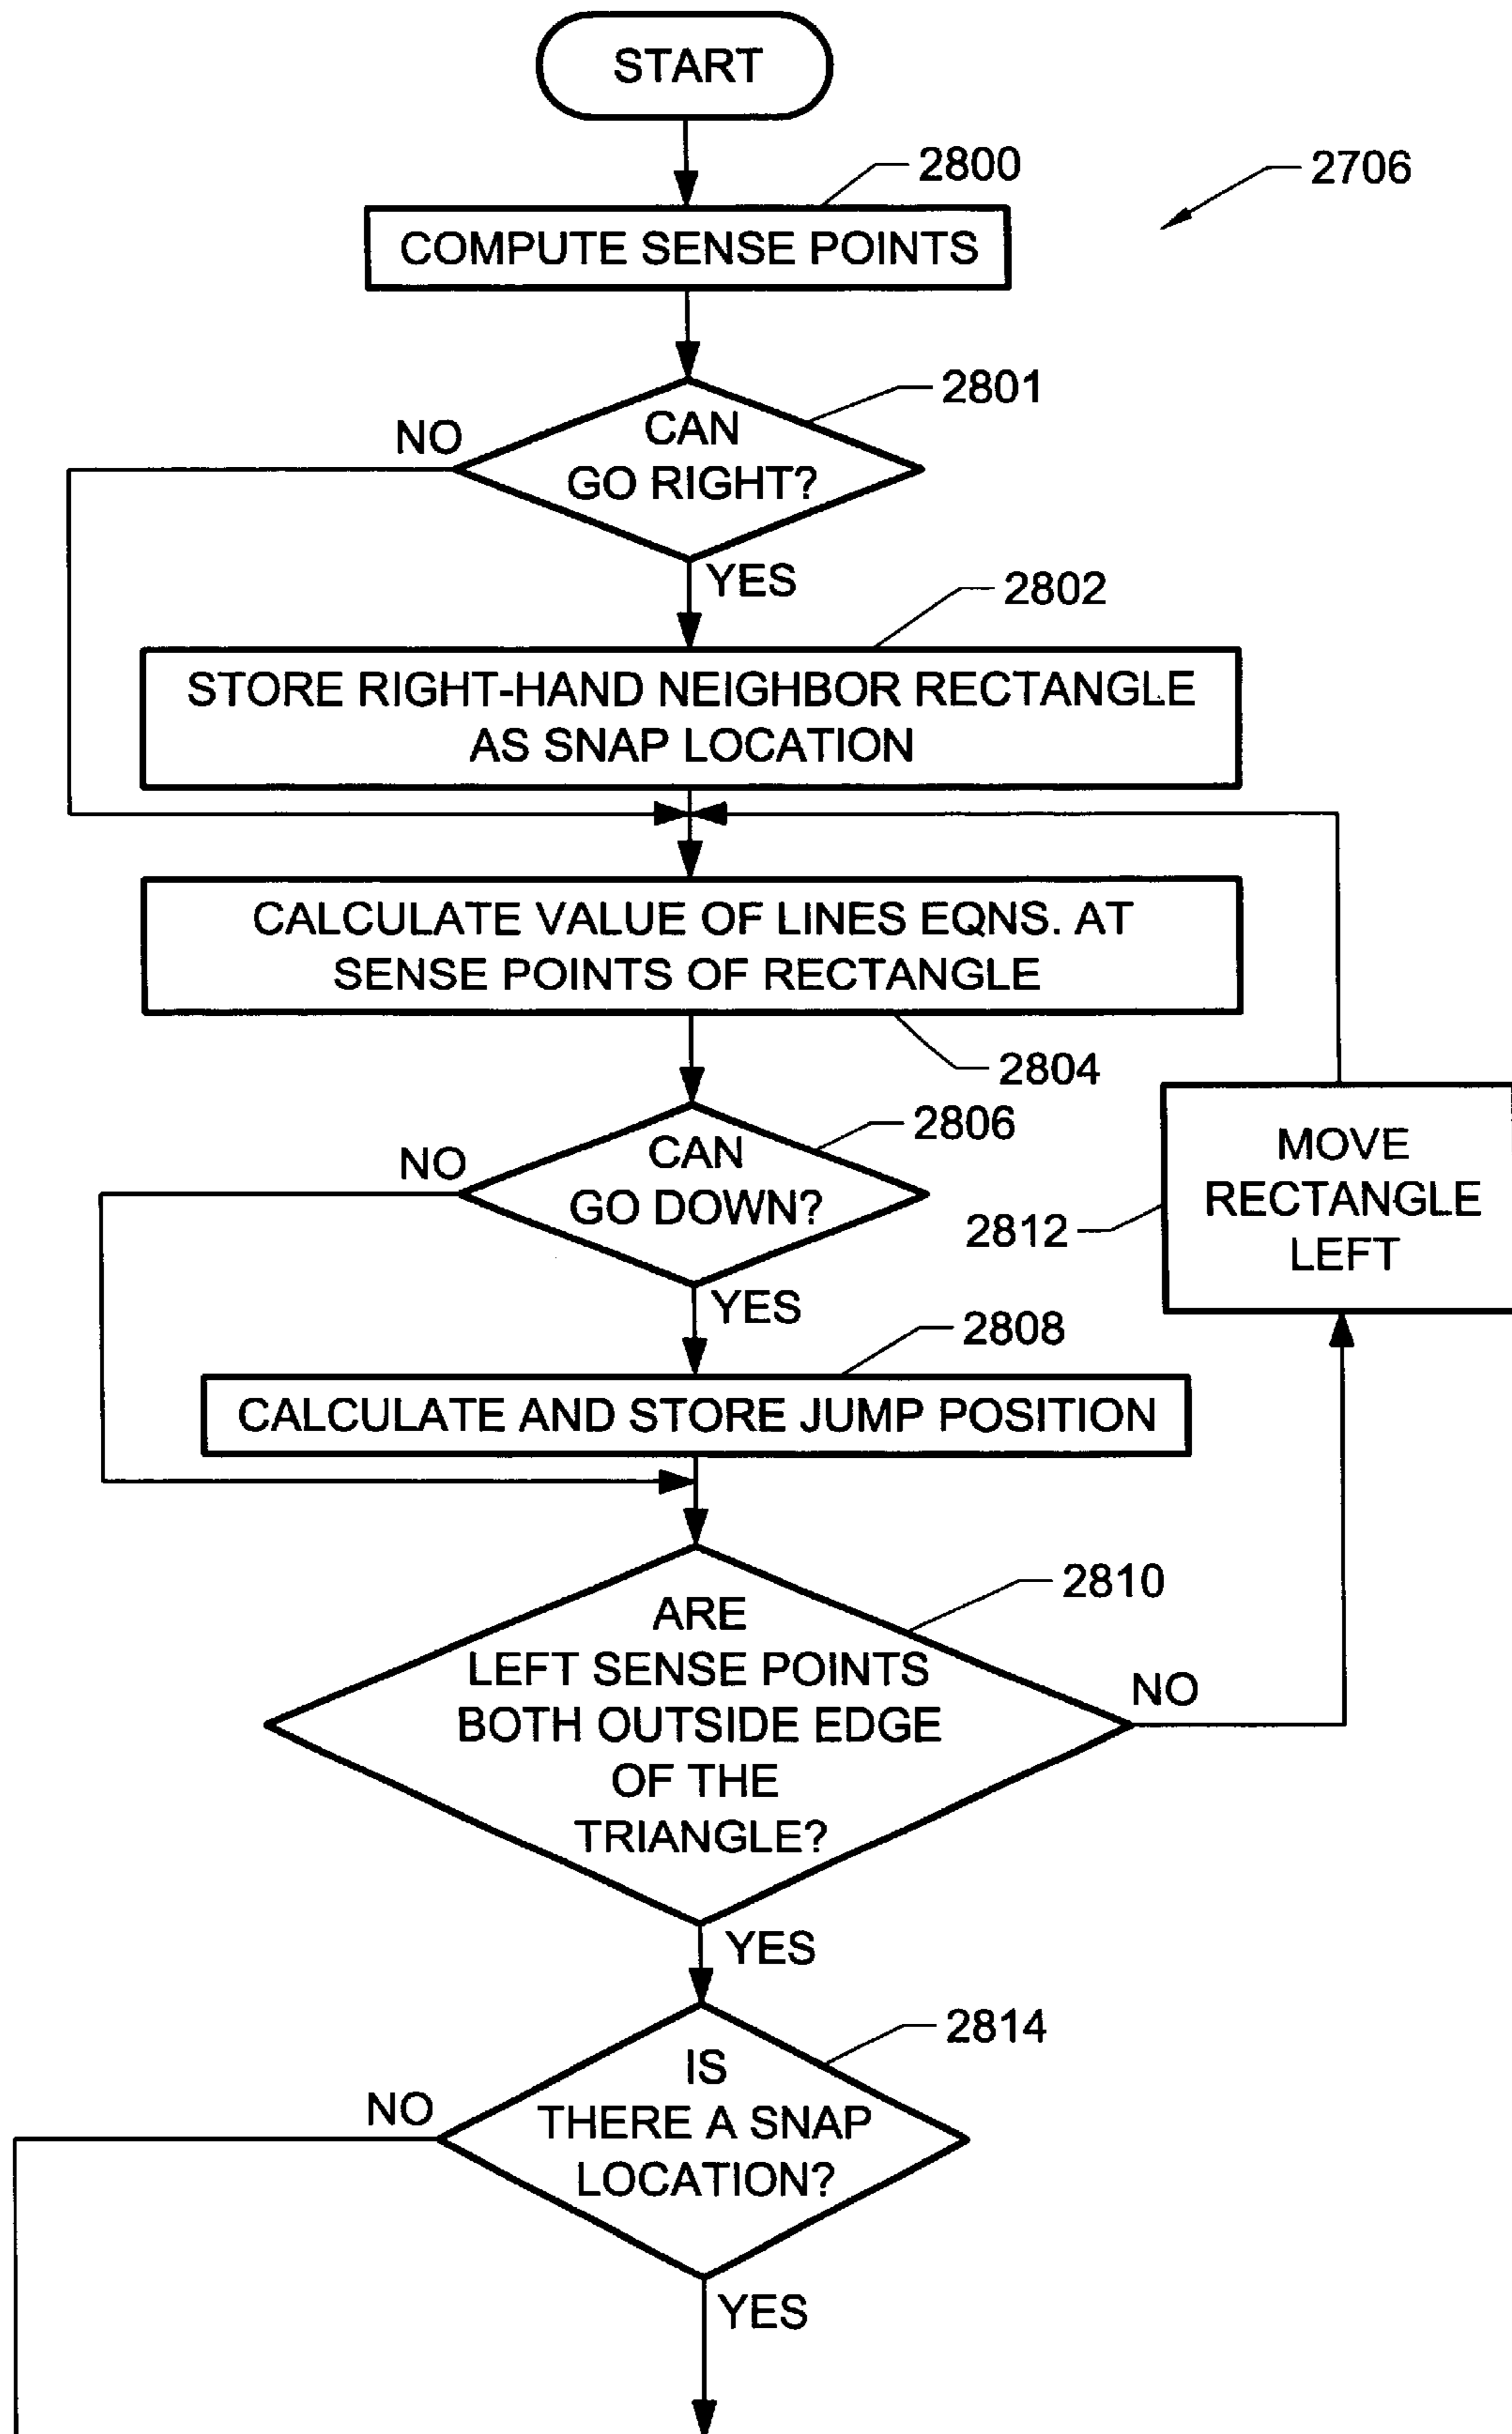 START
2800
2706
COMPUTE SENSE POINTS
2801
NO
CAN
GO RIGHT?
YES
2802
STORE RIGHT-HAND NEIGHBOR RECTANGLE
AS SNAP LOCATION
CALCULATE VALUE OF LINES EQNS. AT
SENSE POINTS OF RECTANGLE
2804
2806
NO
CAN
GO DOWN?
MOVE
RECTANGLE
LEFT
2812
YES
2808
CALCULATE AND STORE JUMP POSITION
2810
ARE
LEFT SENSE POINTS
BOTH OUTSIDE EDGE
OF THE
TRIANGLE?
NO
YES
2814
IS
THERE A SNAP
LOCATION?
NO
YES